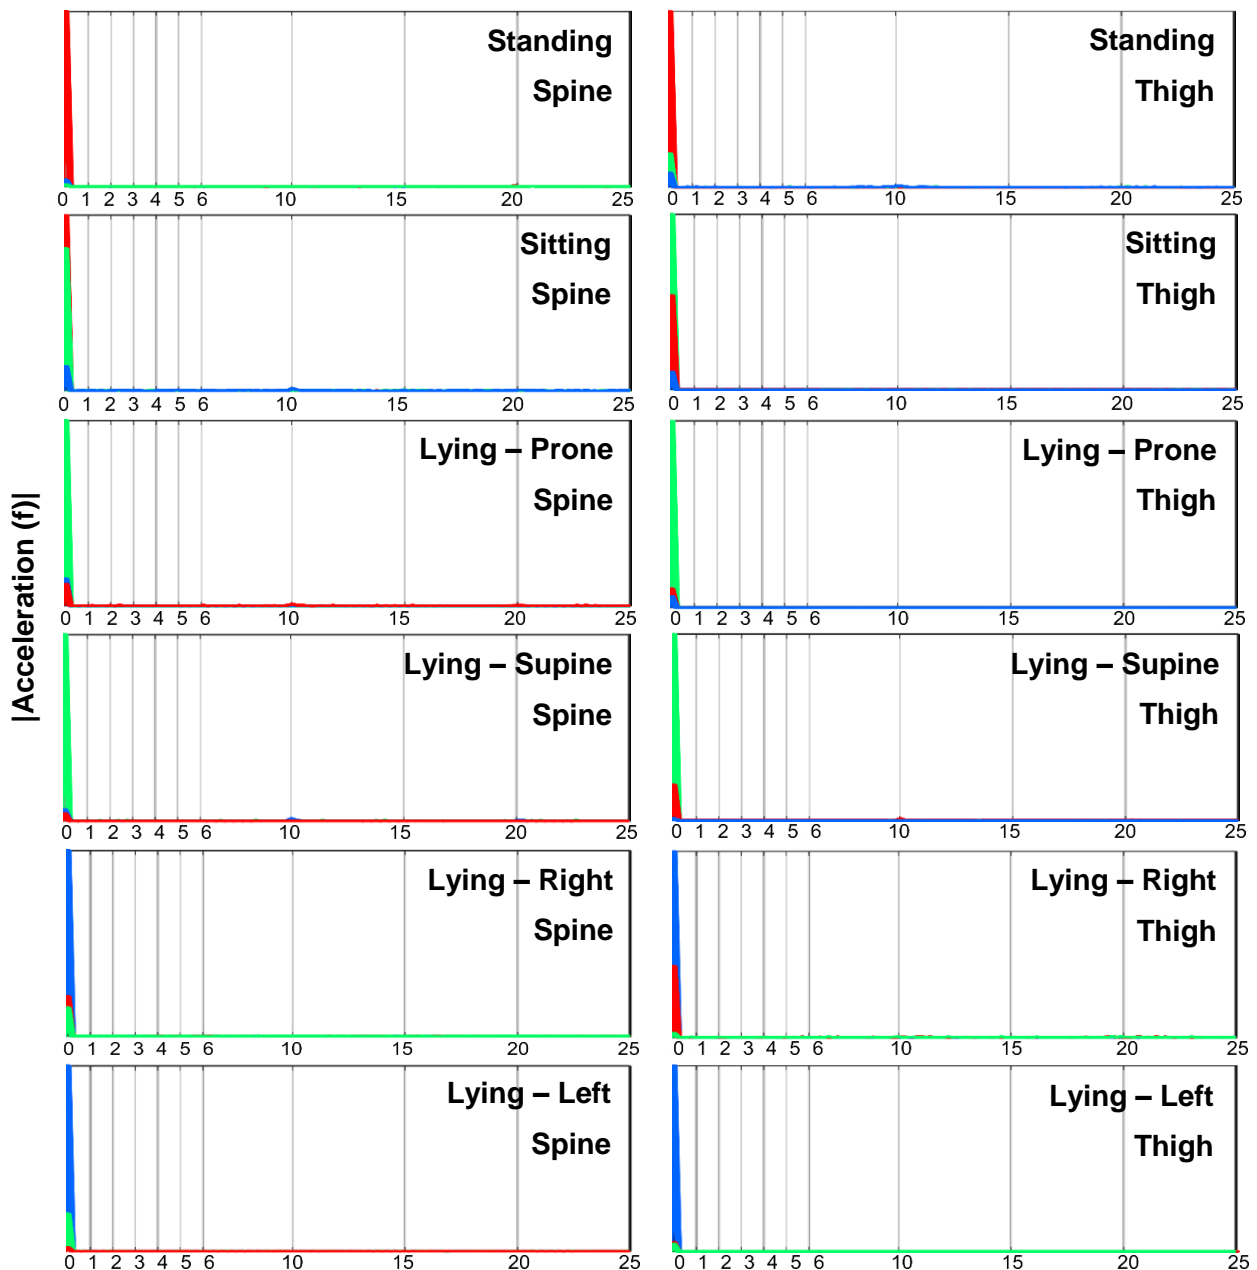 |Acceleration (f)|
Standing
Spine
0 1 2 3 4 5 6 10 15 20 25
Standing
Thigh
0 1 2 3 4 5 6 10 15 20 25
Sitting
Spine
0 1 2 3 4 5 6 10 15 20 25
Sitting
Thigh
0 1 2 3 4 5 6 10 15 20 25
Lying – Prone
Spine
0 1 2 3 4 5 6 10 15 20 25
Lying – Prone
Thigh
0 1 2 3 4 5 6 10 15 20 25
Lying – Supine
Spine
0 1 2 3 4 5 6 10 15 20 25
Lying – Supine
Thigh
0 1 2 3 4 5 6 10 15 20 25
Lying – Right
Spine
0 1 2 3 4 5 6 10 15 20 25
Lying – Right
Thigh
0 1 2 3 4 5 6 10 15 20 25
Lying – Left
Spine
0 1 2 3 4 5 6 10 15 20 25
Lying – Left
Thigh
0 1 2 3 4 5 6 10 15 20 25